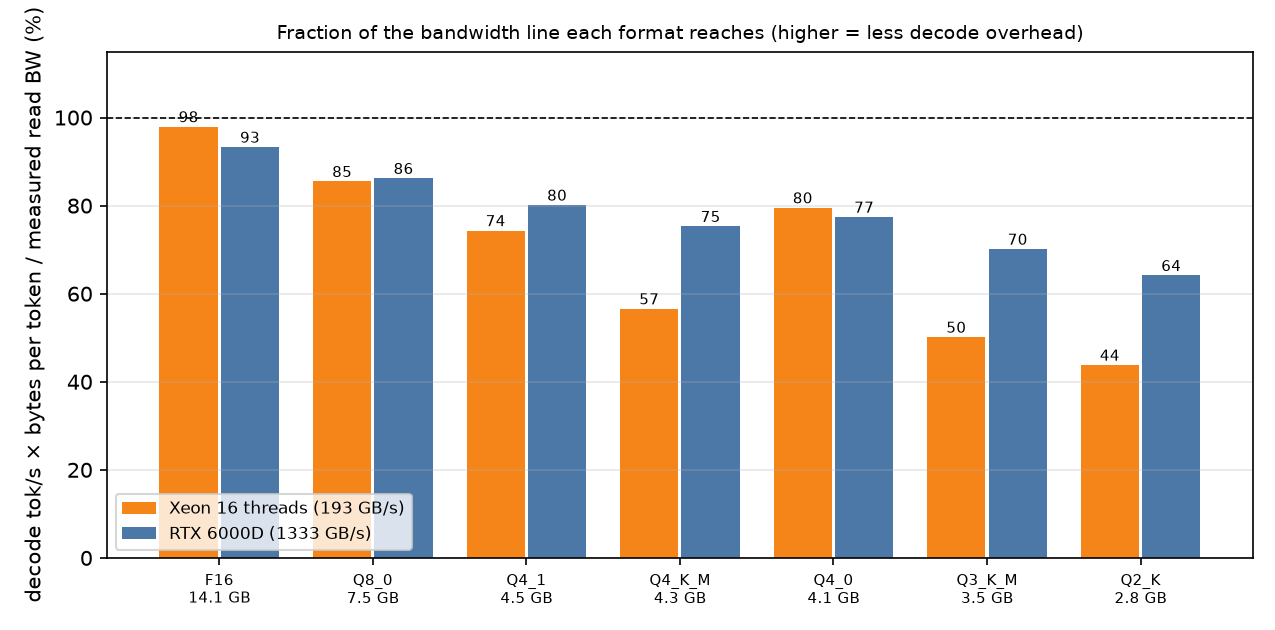 Fraction of the bandwidth line each format reaches (higher = less decode overhead)
decode tok/s × bytes per token / measured read BW (%)
100
80
60
40
20
0
98
93
85
86
74
80
57
75
80
77
50
70
44
64
Xeon 16 threads (193 GB/s)
RTX 6000D (1333 GB/s)
F16
14.1 GB
Q8_0
7.5 GB
Q4_1
4.5 GB
Q4_K_M
4.3 GB
Q4_0
4.1 GB
Q3_K_M
3.5 GB
Q2_K
2.8 GB